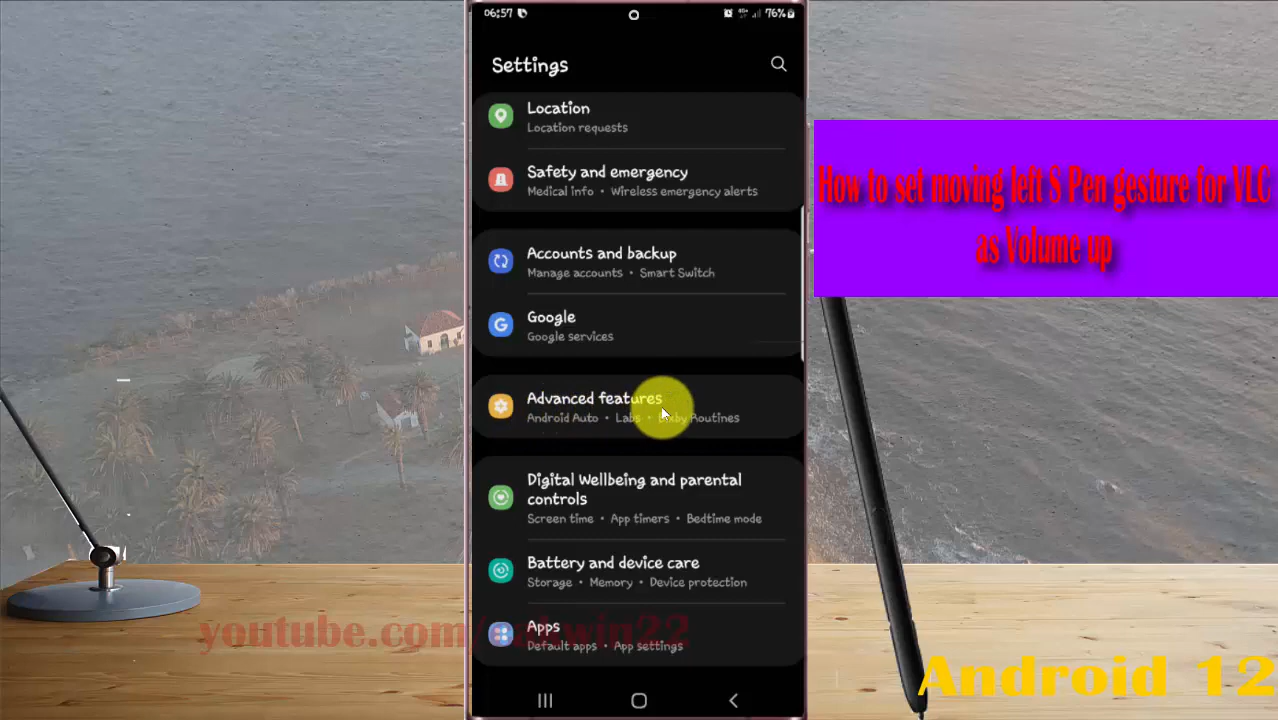 06:57
76%
Settings
Location
Location requests
Safety and emergency
Medical info • Wireless emergency alerts
Accounts and backup
Manage accounts • Smart Switch
Google
Google services
Advanced features
Android Auto • Labs • Bixby Routines
Digital Wellbeing and parental
controls
Screen time • App timers • Bedtime mode
Battery and device care
Storage • Memory • Device protection
Apps
Default apps • App settings
How to set moving left S Pen gesture for VLC
as Volume up
Android 12